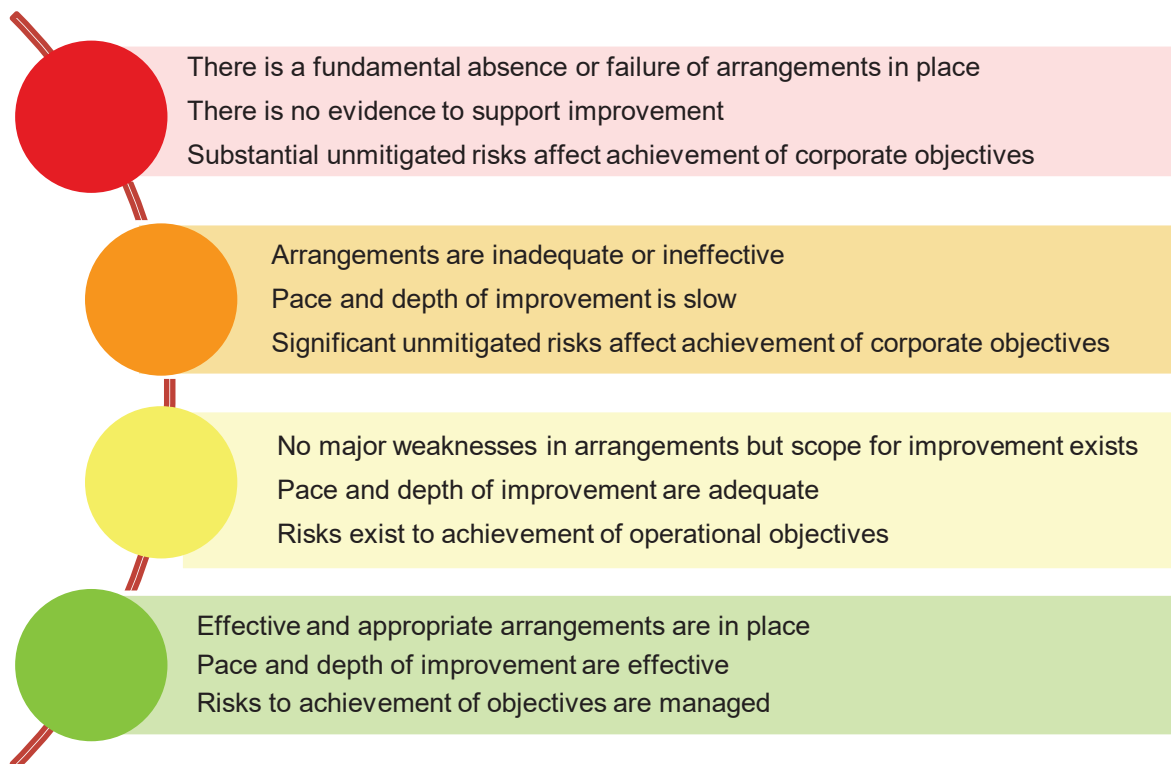 There is a fundamental absence or failure of arrangements in place
There is no evidence to support improvement
Substantial unmitigated risks affect achievement of corporate objectives
Arrangements are inadequate or ineffective
Pace and depth of improvement is slow
Significant unmitigated risks affect achievement of corporate objectives
No major weaknesses in arrangements but scope for improvement exists
Pace and depth of improvement are adequate
Risks exist to achievement of operational objectives
Effective and appropriate arrangements are in place
Pace and depth of improvement are effective
Risks to achievement of objectives are managed